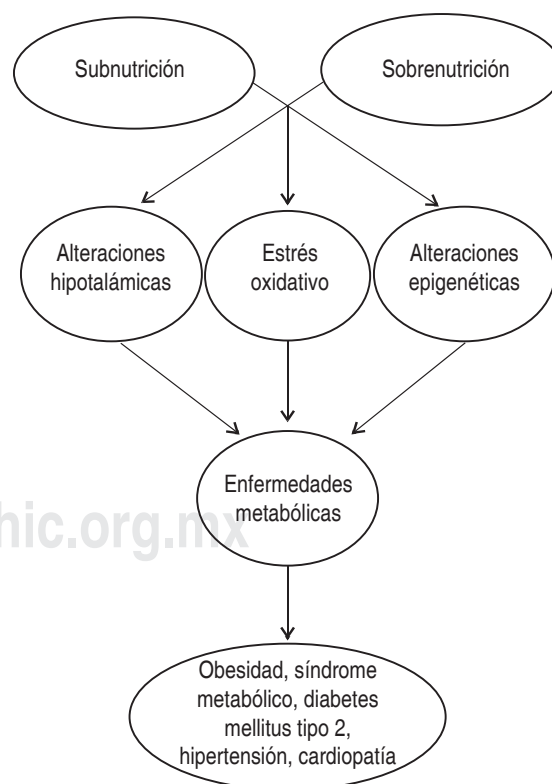 Subnutrición
Sobrenutrición
Alteraciones
hipotalámicas
Estrés
oxidativo
Alteraciones
epigenéticas
Enfermedades
metabólicas
hic.org.mx
Obesidad, síndrome
metabólico, diabetes
mellitus tipo 2,
hipertensión, cardiopatía